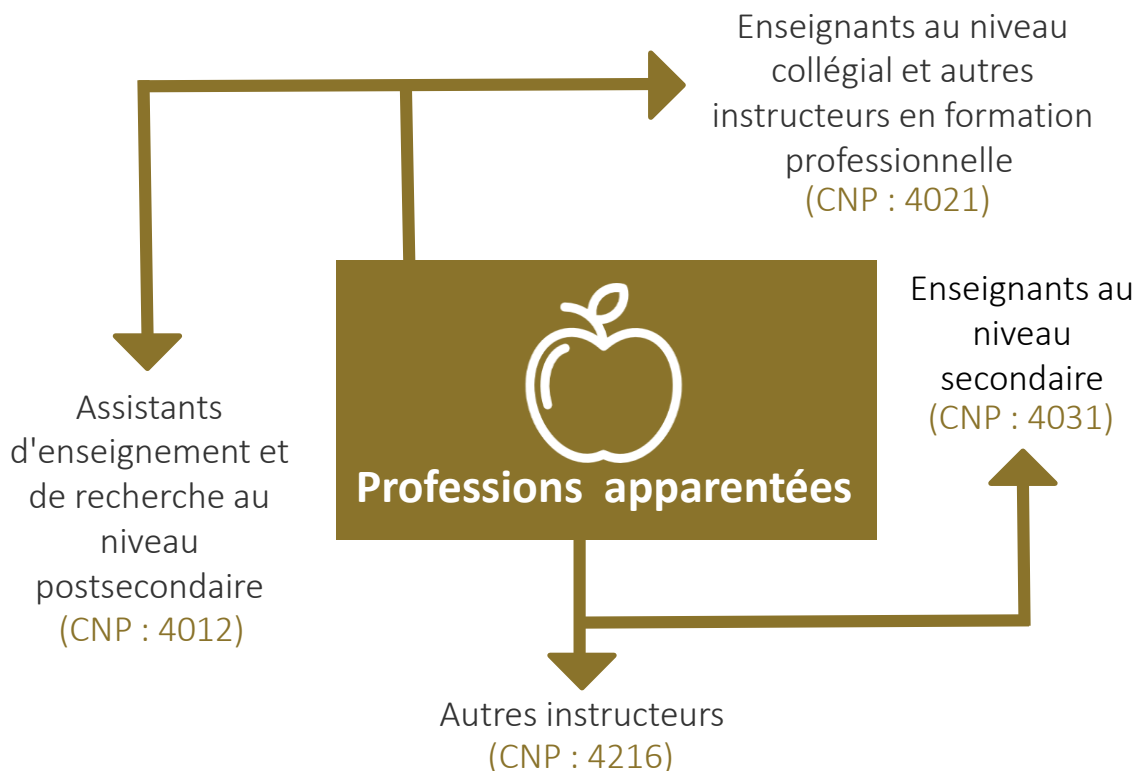 Enseignants au niveau
collégial et autres
instructeurs en formation
professionnelle
(CNP : 4021)
Enseignants au
niveau
secondaire
(CNP : 4031)
Assistants
d'enseignement et
de recherche au
niveau
postsecondaire
(CNP : 4012)
Professions apparentées
Autres instructeurs
(CNP : 4216)